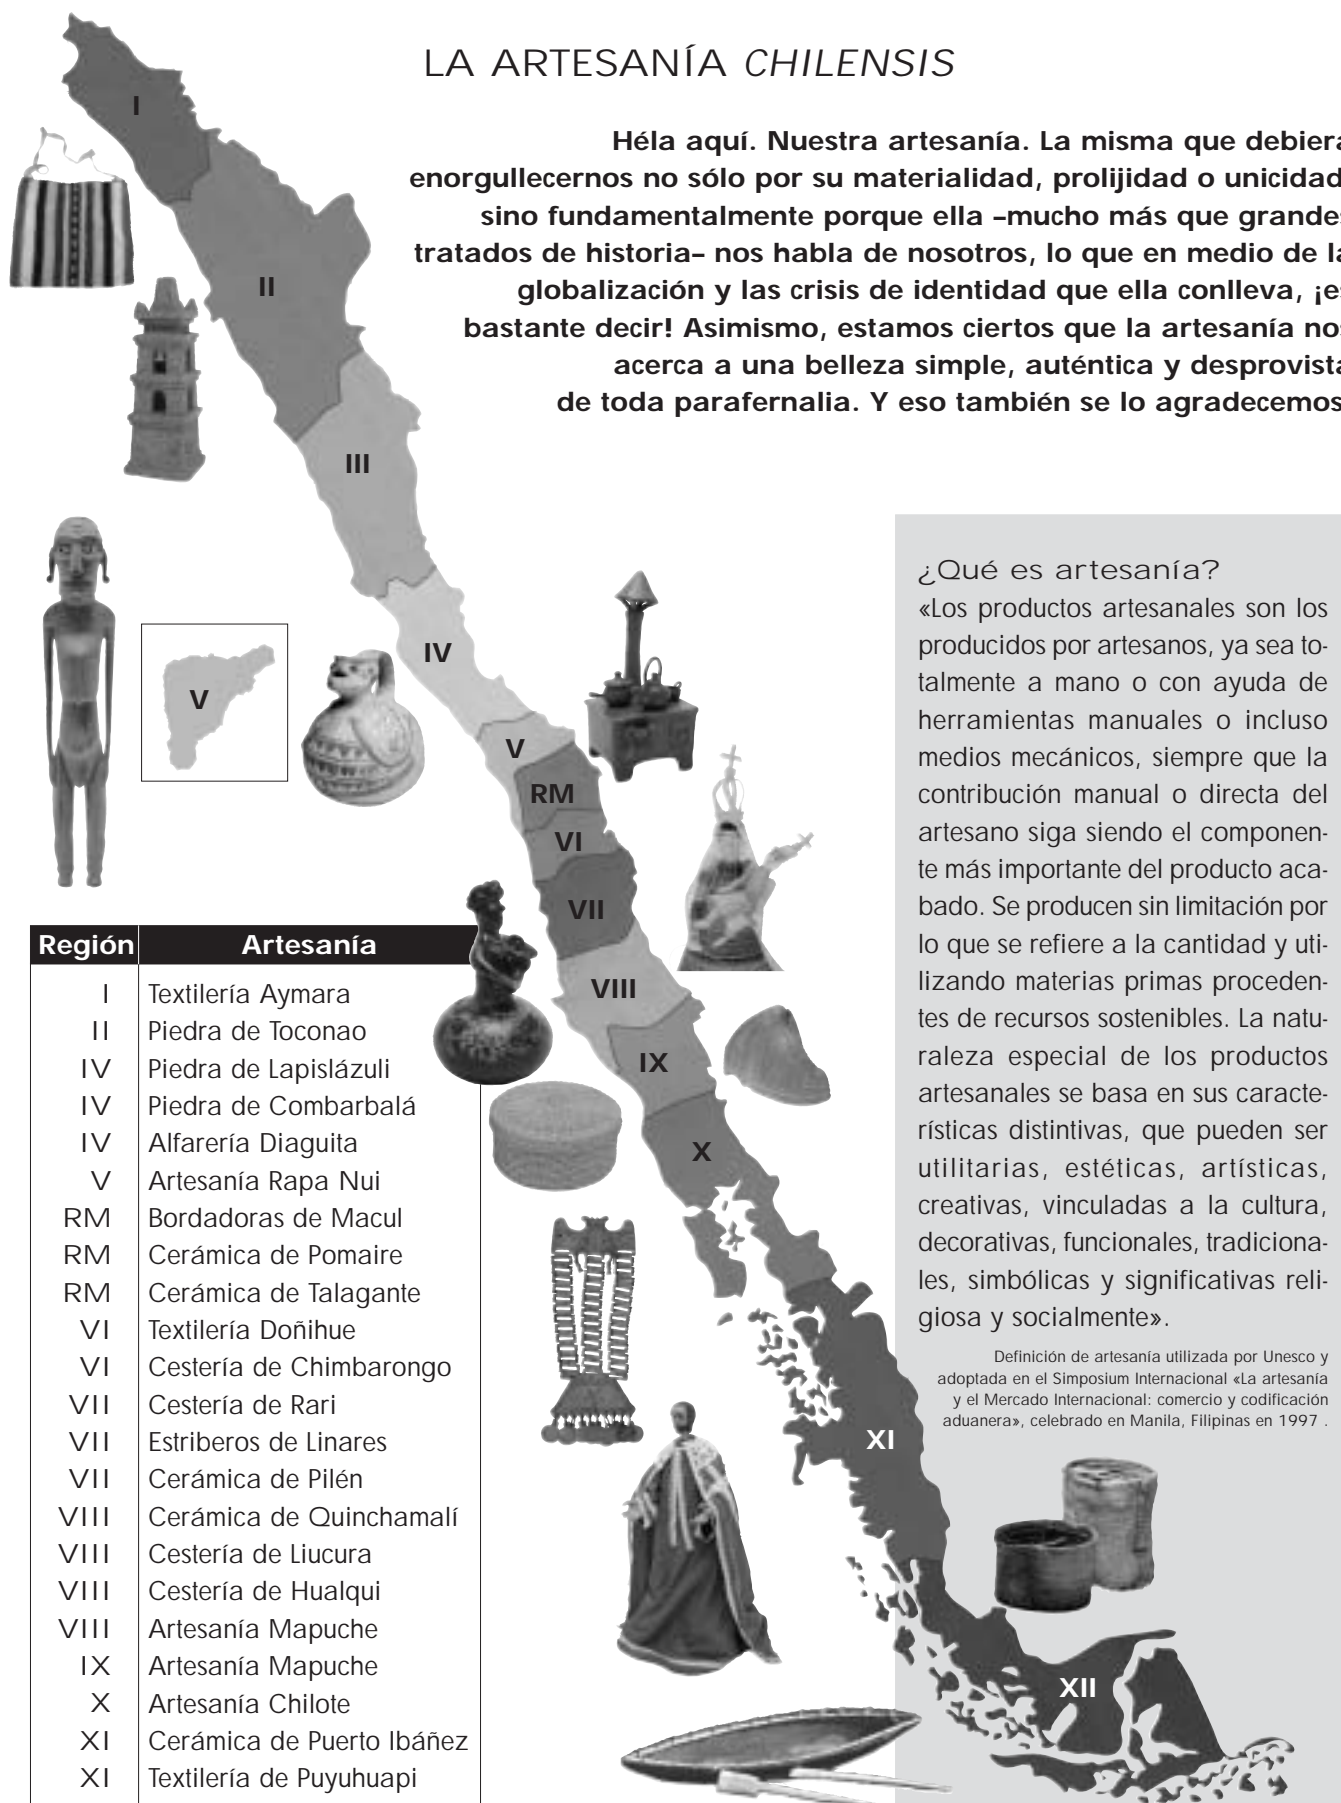 LA ARTESANÍA CHILENSIS
Héla aquí. Nuestra artesanía. La misma que debiera
enorgullecernos no sólo por su materialidad, prolijidad o unicidad
sino fundamentalmente porque ella –mucho más que grandes
tratados de historia– nos habla de nosotros, lo que en medio de la
globalización y las crisis de identidad que ella conlleva, ¡es
bastante decir! Asimismo, estamos ciertos que la artesanía nos
acerca a una belleza simple, auténtica y desprovista
de toda parafernalia. Y eso también se lo agradecemos
I
II
III
IV
V
V
RM
VI
VII
VIII
IX
X
XI
XII
¿Qué es artesanía?
«Los productos artesanales son los
producidos por artesanos, ya sea to-
talmente a mano o con ayuda de
herramientas manuales o incluso
medios mecánicos, siempre que la
contribución manual o directa del
artesano siga siendo el componen-
te más importante del producto aca-
bado. Se producen sin limitación por
lo que se refiere a la cantidad y uti-
lizando materias primas proceden-
tes de recursos sostenibles. La natu-
raleza especial de los productos
artesanales se basa en sus caracte-
rísticas distintivas, que pueden ser
utilitarias, estéticas, artísticas,
creativas, vinculadas a la cultura,
decorativas, funcionales, tradiciona-
les, simbólicas y significativas reli-
giosa y socialmente».
Definición de artesanía utilizada por Unesco y
adoptada en el Simposium Internacional «La artesanía
y el Mercado Internacional: comercio y codificación
aduanera», celebrado en Manila, Filipinas en 1997 .
Región Artesanía
I Textilería Aymara
II Piedra de Toconao
IV Piedra de Lapislázuli
IV Piedra de Combarbalá
IV Alfarería Diaguita
V Artesanía Rapa Nui
RM Bordadoras de Macul
RM Cerámica de Pomaire
RM Cerámica de Talagante
VI Textilería Doñihue
VI Cestería de Chimbarongo
VII Cestería de Rari
VII Estriberos de Linares
VII Cerámica de Pilén
VIII Cerámica de Quinchamalí
VIII Cestería de Liucura
VIII Cestería de Hualqui
VIII Artesanía Mapuche
IX Artesanía Mapuche
X Artesanía Chilote
XI Cerámica de Puerto Ibáñez
XI Textilería de Puyuhuapi